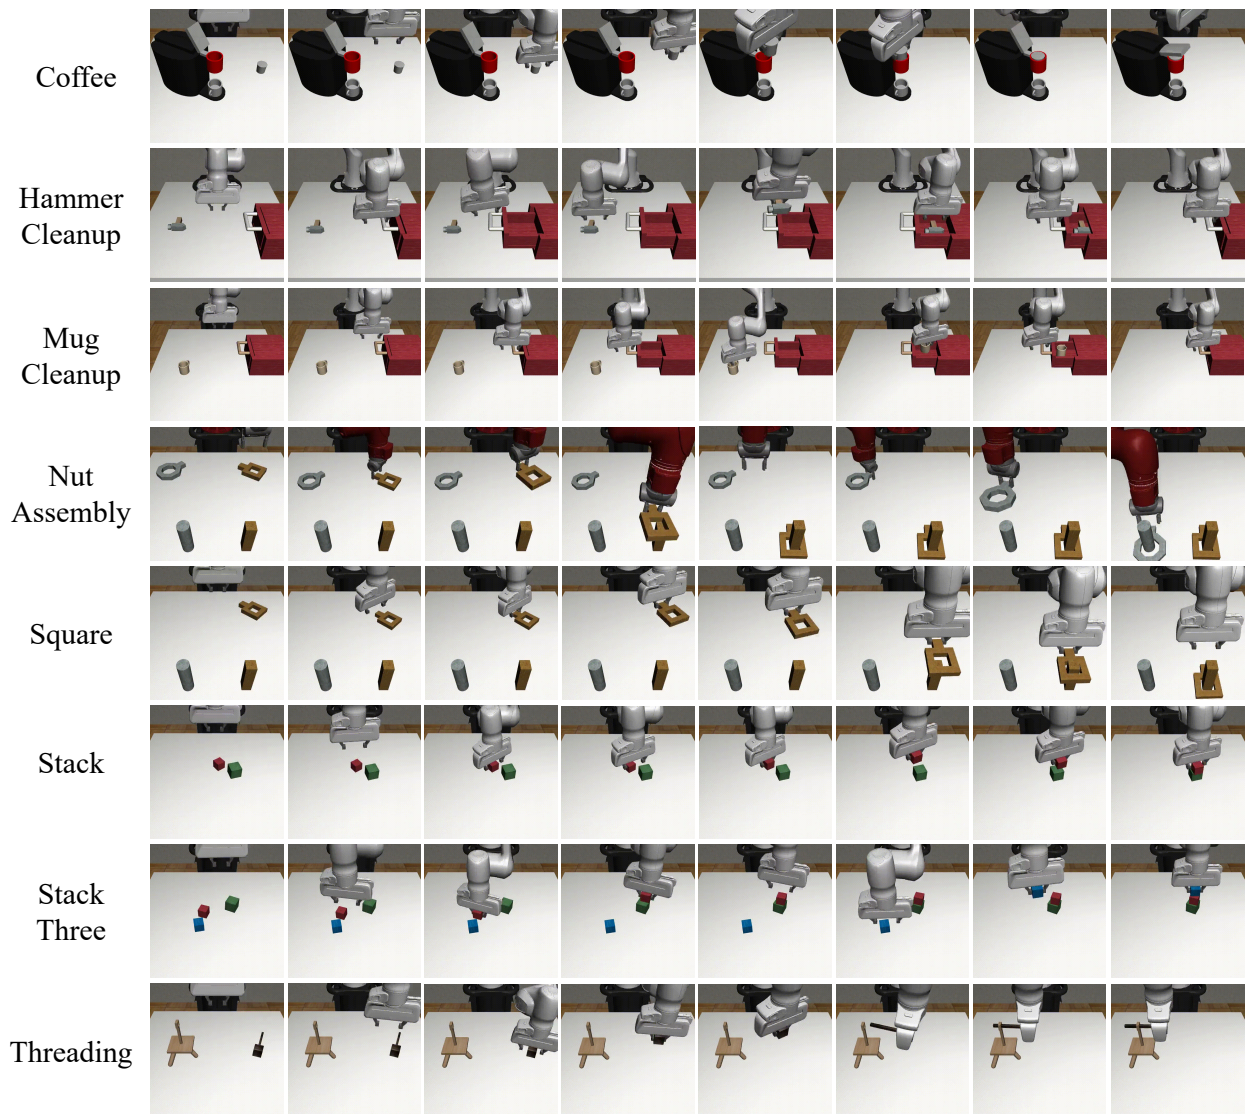 Coffee
Hammer
Cleanup
Mug
Cleanup
Nut
Assembly
Square
Stack
Stack
Three
Threading